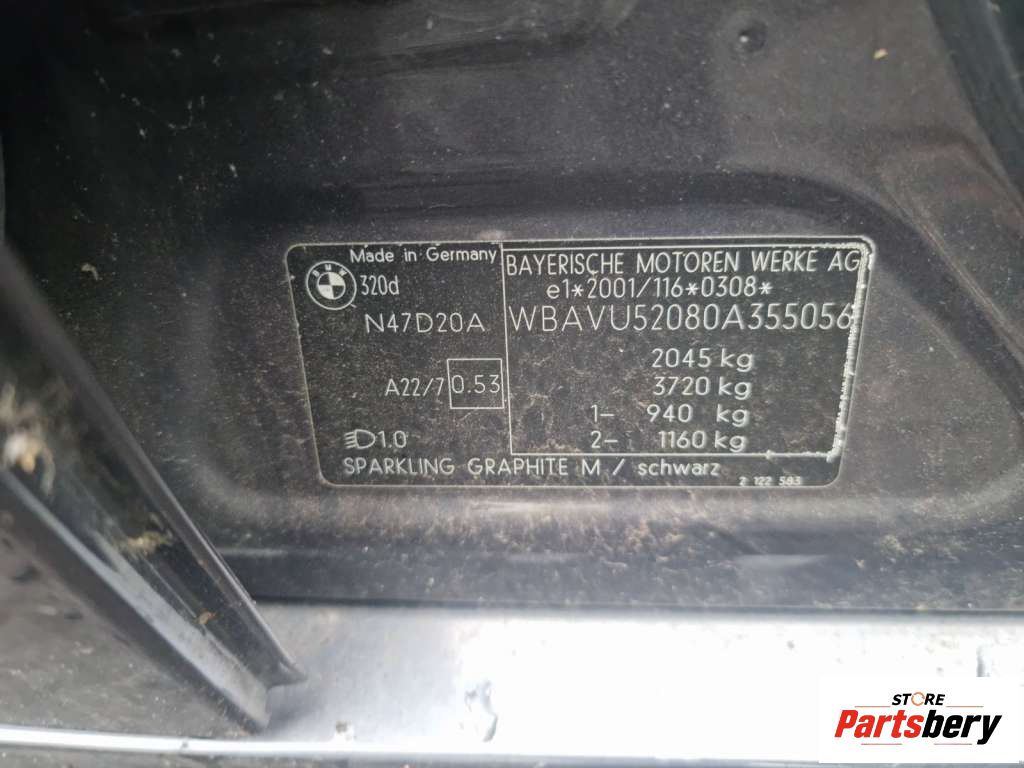 Made in Germany
BMW
320d
N47D20A
A22/7 0.53
1.0
SPARKLING GRAPHITE M / schwarz
BAYERISCHE MOTOREN WERKE AG
e1*2001/116*0308*
WBAVU52080A355056
2045 kg
3720 kg
1- 940 kg
2- 1160 kg
2 122 583
STORE
Partsbery